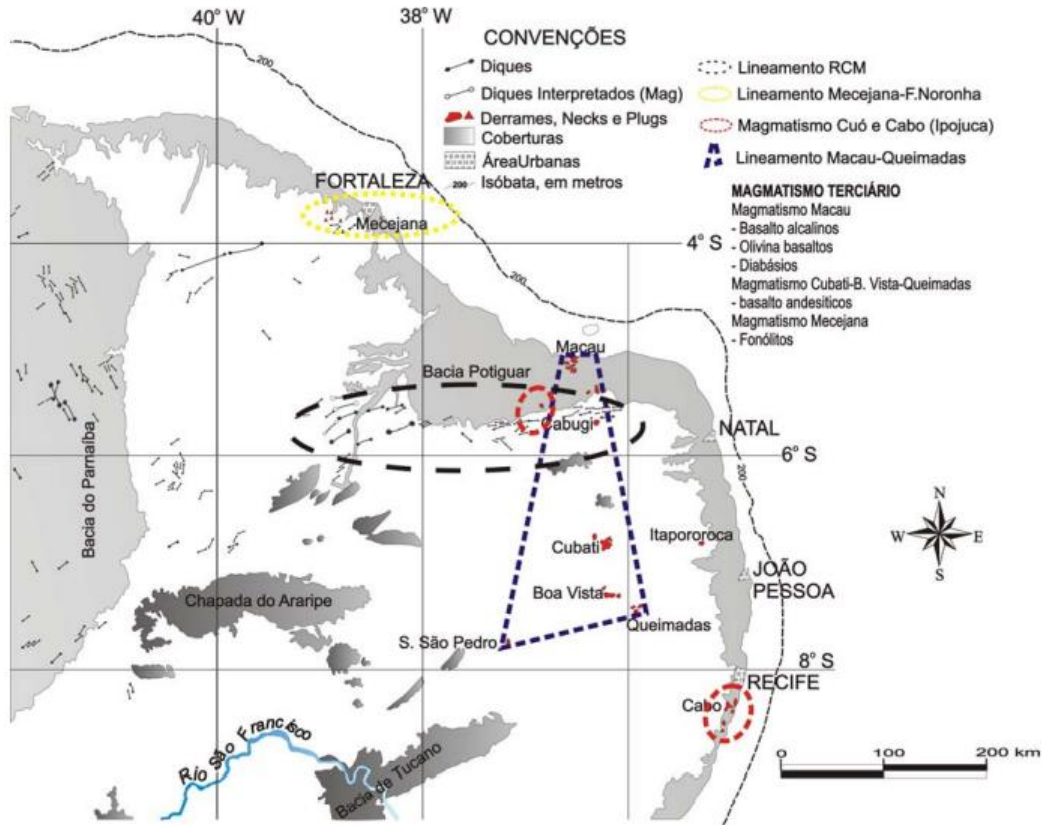 40° W
38° W
CONVENÇÕES
Diques
Diques Interpretados (Mag)
Derrames, Necks e Plugs
Coberturas
ÁreaUrbanas
200 Isóbata, em metros
Lineamento RCM
Lineamento Mecejana-F.Noronha
Magmatismo Cuó e Cabo (Ipojuca)
Lineamento Macau-Queimadas
MAGMATISMO TERCIÁRIO
Magmatismo Macau
- Basalto alcalinos
- Olivina basaltos
- Diabásios
Magmatismo Cubati-B. Vista-Queimadas
- basalto andesiticos
Magmatismo Mecejana
- Fonólitos
200
FORTALEZA
Mecejana
4° S
200
Macau
Bacia Potiguar
Cabugi
NATAL
6° S
200
Bacia do Parnaíba
Cubati
Itapororoca
Boa Vista
JOÃO
PESSOA
Chapada do Araripe
Queimadas
S. São Pedro
8° S
RECIFE
Cabo
Rio São Francisco
Bacia de Tucano
N
W
E
S
0
100
200 km